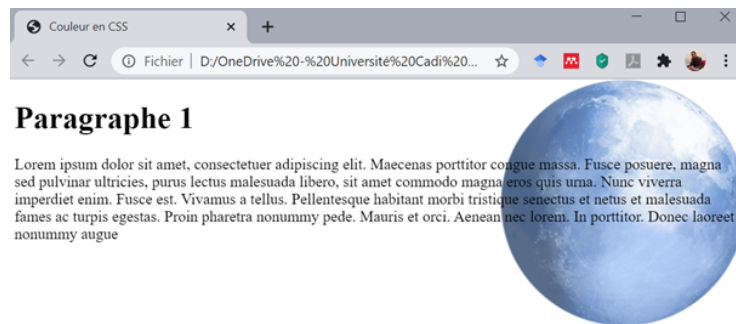 Couleur en CSS
Fichier | D:/OneDrive%20-%20Université%20Cadi%20...
Paragraphe 1
Lorem ipsum dolor sit amet, consectetuer adipiscing elit. Maecenas porttitor congue massa. Fusce posuere, magna
sed pulvinar ultricies, purus lectus malesuada libero, sit amet commodo magna eros quis urna. Nunc viverra
imperdiet enim. Fusce est. Vivamus a tellus. Pellentesque habitant morbi tristique senectus et netus et malesuada
fames ac turpis egestas. Proin pharetra nonummy pede. Mauris et orci. Aenean nec lorem. In porttitor. Donec laoreet
nonummy augue